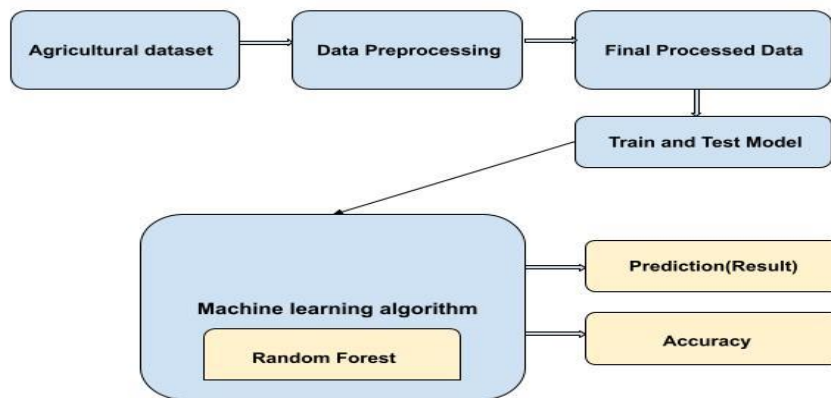 Agricultural dataset
Data Preprocessing
Final Processed Data
Train and Test Model
Machine learning algorithm
Random Forest
Prediction(Result)
Accuracy